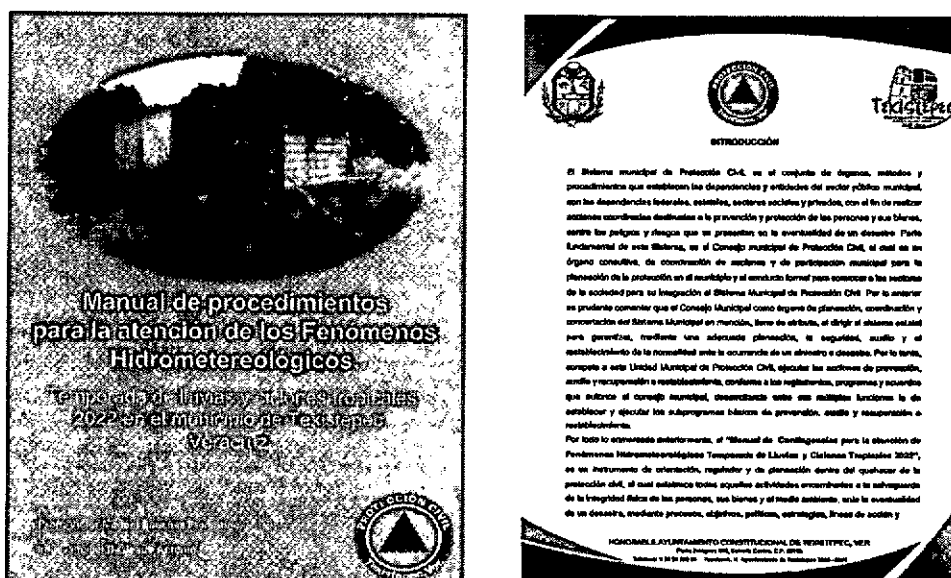 Manual de procedimientos
para la atención de los Fenómenos
Hidrometereológicos.
Temporada de lluvias y ciclones tropicales
2022 en el municipio de Texistepec
Veracruz
PROTECCIÓN CIVIL
PROTECCIÓN CIVIL
INTRODUCCIÓN
El Sistema municipal de Protección Civil, es el conjunto de órganos, métodos y
procedimientos que establecen las dependencias y entidades del sector público municipal,
con las dependencias federales, estatales, sectores sociales y privados, con el fin de realizar
acciones coordinadas destinadas a la prevención y protección de las personas y sus bienes,
contra los peligros y riesgos que se presentan en la eventualidad de un desastre. Parte
fundamental de este Sistema, es el Consejo municipal de Protección Civil, el cual es un
órgano consultivo, de coordinación de acciones y de participación municipal para la
planeación de la protección en el municipio y el conducto formal para convocar a los sectores
de la sociedad para su integración al Sistema Municipal de Protección Civil. Por lo anterior
es prudente comentar que el Consejo Municipal como órgano de planeación, coordinación y
concertación del Sistema Municipal en mención, tiene de atributo, el dirigir el sistema estatal
para garantizar, mediante una adecuada planeación, la seguridad, auxilio y el
restablecimiento de la normalidad ante la ocurrencia de un siniestro o desastre. Por lo tanto,
compete a esta Unidad Municipal de Protección Civil, ejecutar las acciones de prevención,
auxilio y recuperación o restablecimiento, conforme a los reglamentos, programas y acuerdos
que autorice el consejo municipal, desarrollando entre sus múltiples funciones la de
establecer y ejecutar los subprogramas básicos de prevención, auxilio y recuperación o
restablecimiento.
Por todo lo enmarcado anteriormente, el "Manual de Contingencias para la atención de
Fenómenos Hidrometeorológicos Temporada de Lluvias y Ciclones Tropicales 2022",
es un instrumento de orientación, regulador y de planeación dentro del quehacer de la
protección civil, el cual establece todas aquellas actividades encaminadas a la salvaguarda
de la integridad física de las personas, sus bienes y el medio ambiente, ante la eventualidad
de un desastre, mediante procesos, objetivos, políticas, estrategias, líneas de acción y
HONORABLE AYUNTAMIENTO CONSTITUCIONAL DE TEXISTEPEC, VER